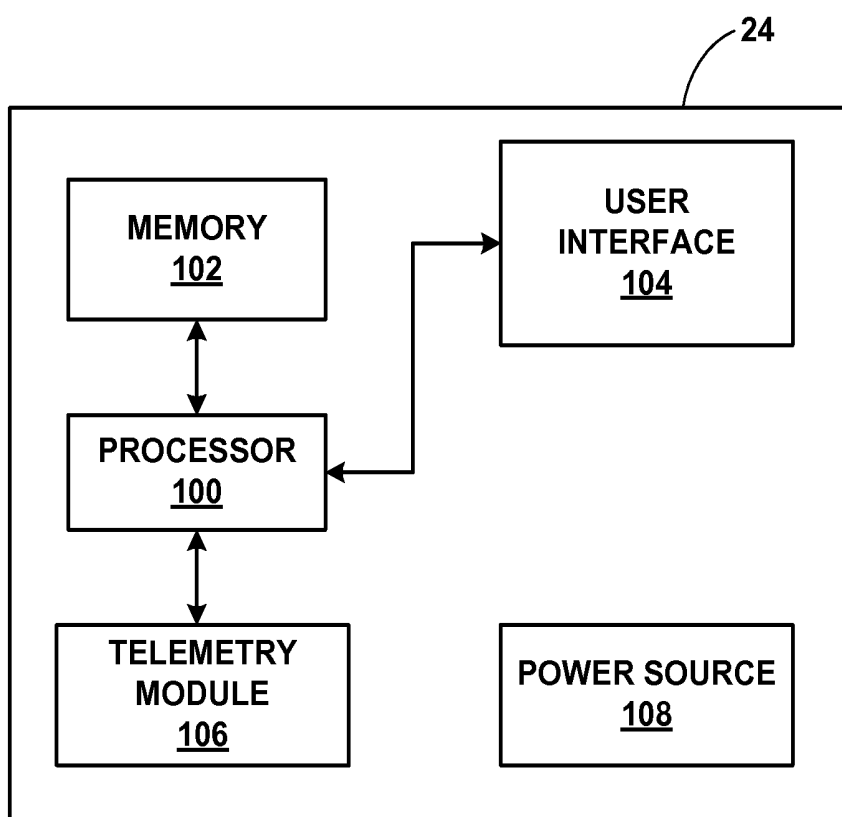 24
MEMORY
102
USER
INTERFACE
104
PROCESSOR
100
TELEMETRY
MODULE
106
POWER SOURCE
108